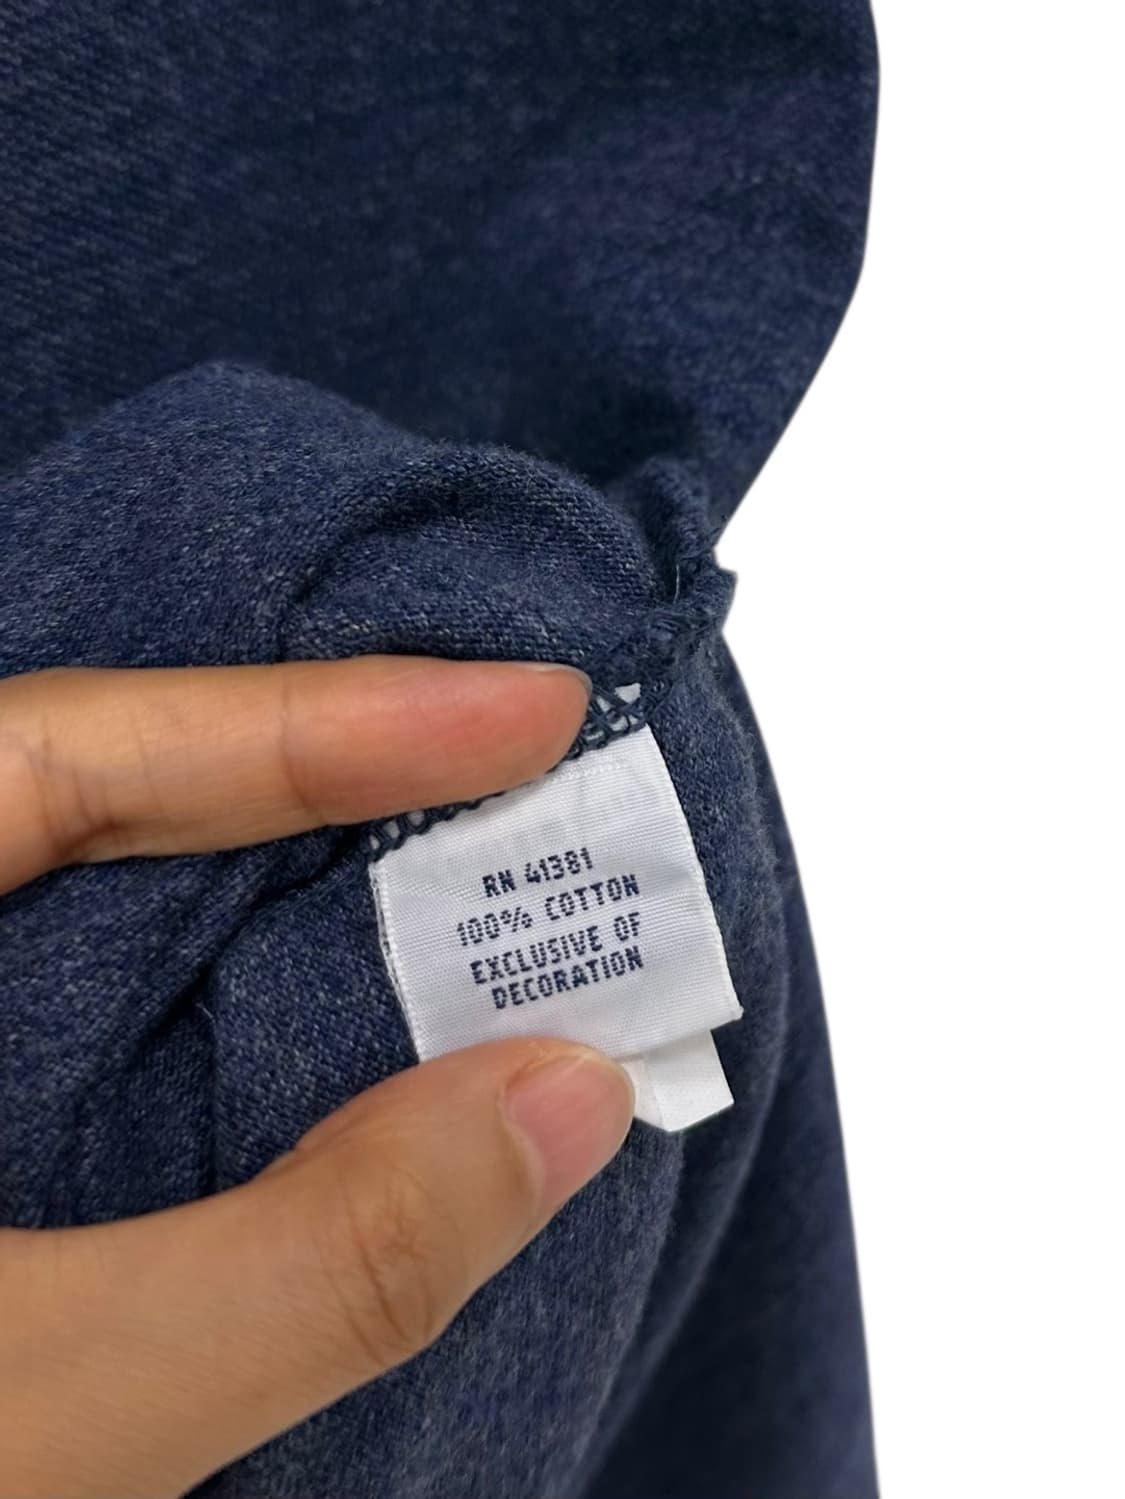 RN 41381
100% COTTON
EXCLUSIVE OF
DECORATION